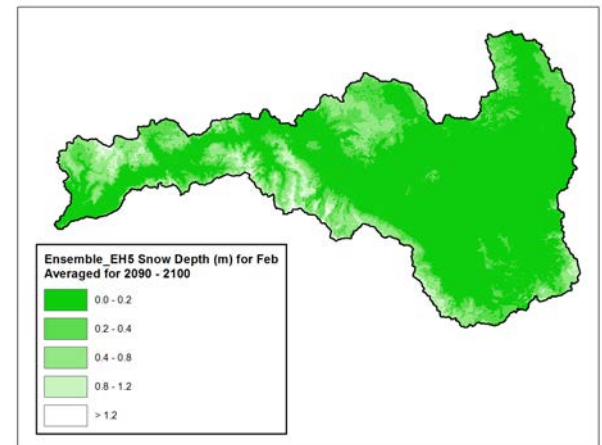 Ensemble_EH5 Snow Depth (m) for Feb
Averaged for 2090 - 2100
0.0 - 0.2
0.2 - 0.4
0.4 - 0.8
0.8 - 1.2
> 1.2